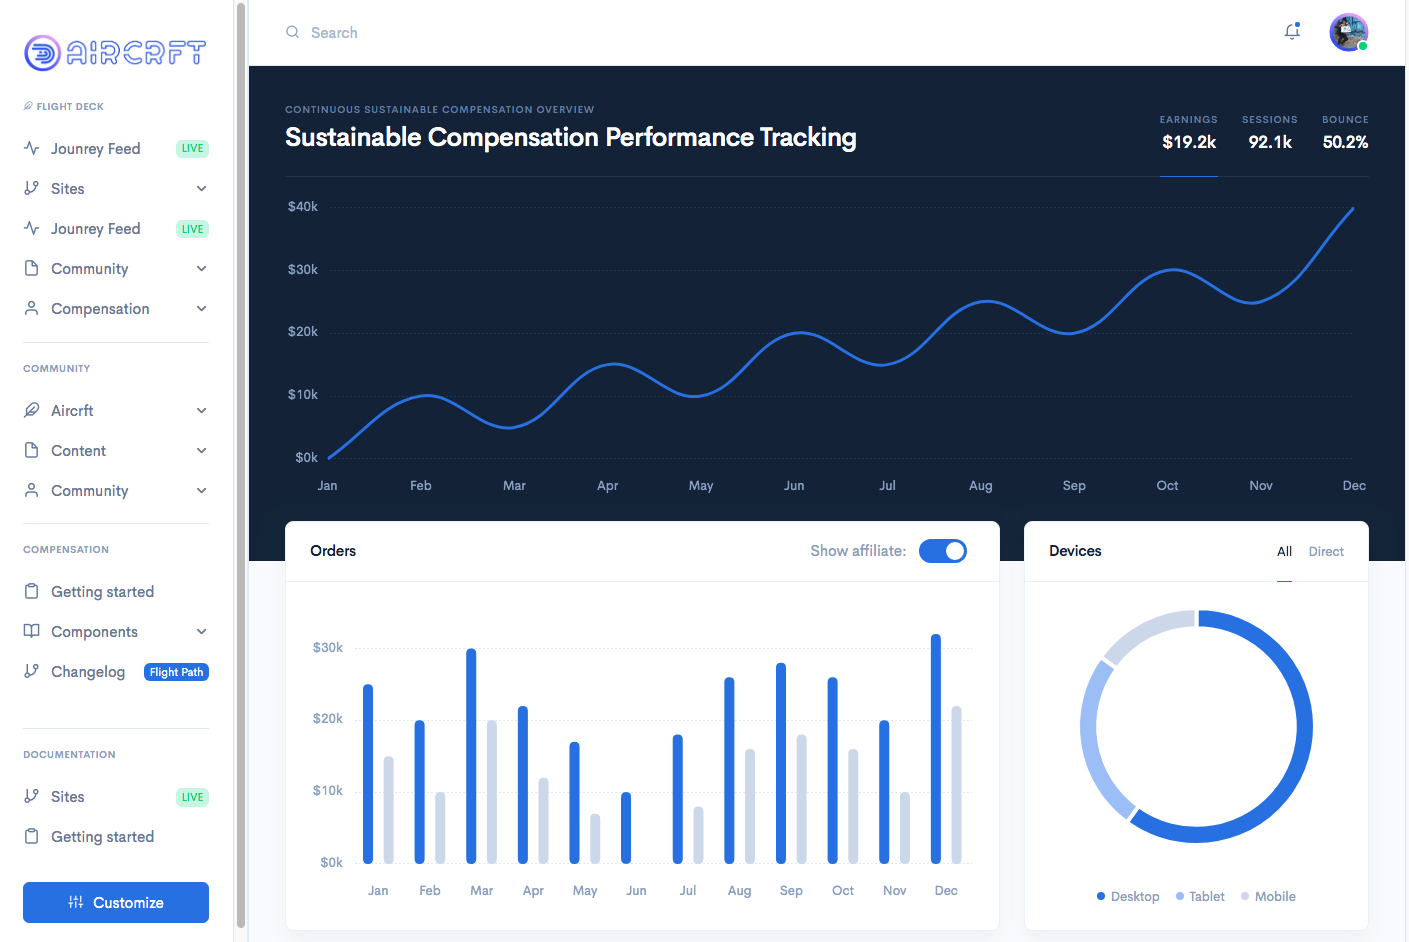 AIRCRFT
FLIGHT DECK
Jounrey Feed LIVE
Sites
Jounrey Feed LIVE
Community
Compensation
COMMUNITY
Aircrft
Content
Community
COMPENSATION
Getting started
Components
Changelog Flight Path
DOCUMENTATION
Sites LIVE
Getting started
Customize
Search
CONTINUOUS SUSTAINABLE COMPENSATION OVERVIEW
Sustainable Compensation Performance Tracking
EARNINGS SESSIONS BOUNCE
$19.2k 92.1k 50.2%
$40k
$30k
$20k
$10k
$0k
Jan Feb Mar Apr May Jun Jul Aug Sep Oct Nov Dec
Orders Show affiliate:
$30k
$20k
$10k
$0k
Jan Feb Mar Apr May Jun Jul Aug Sep Oct Nov Dec
Devices All Direct
Desktop Tablet Mobile